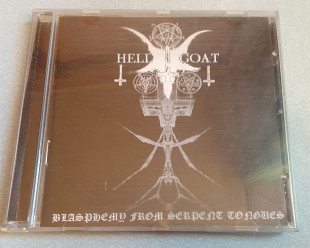 HELL GOAT
BLASPHEMY FROM SERPENT TONGUES